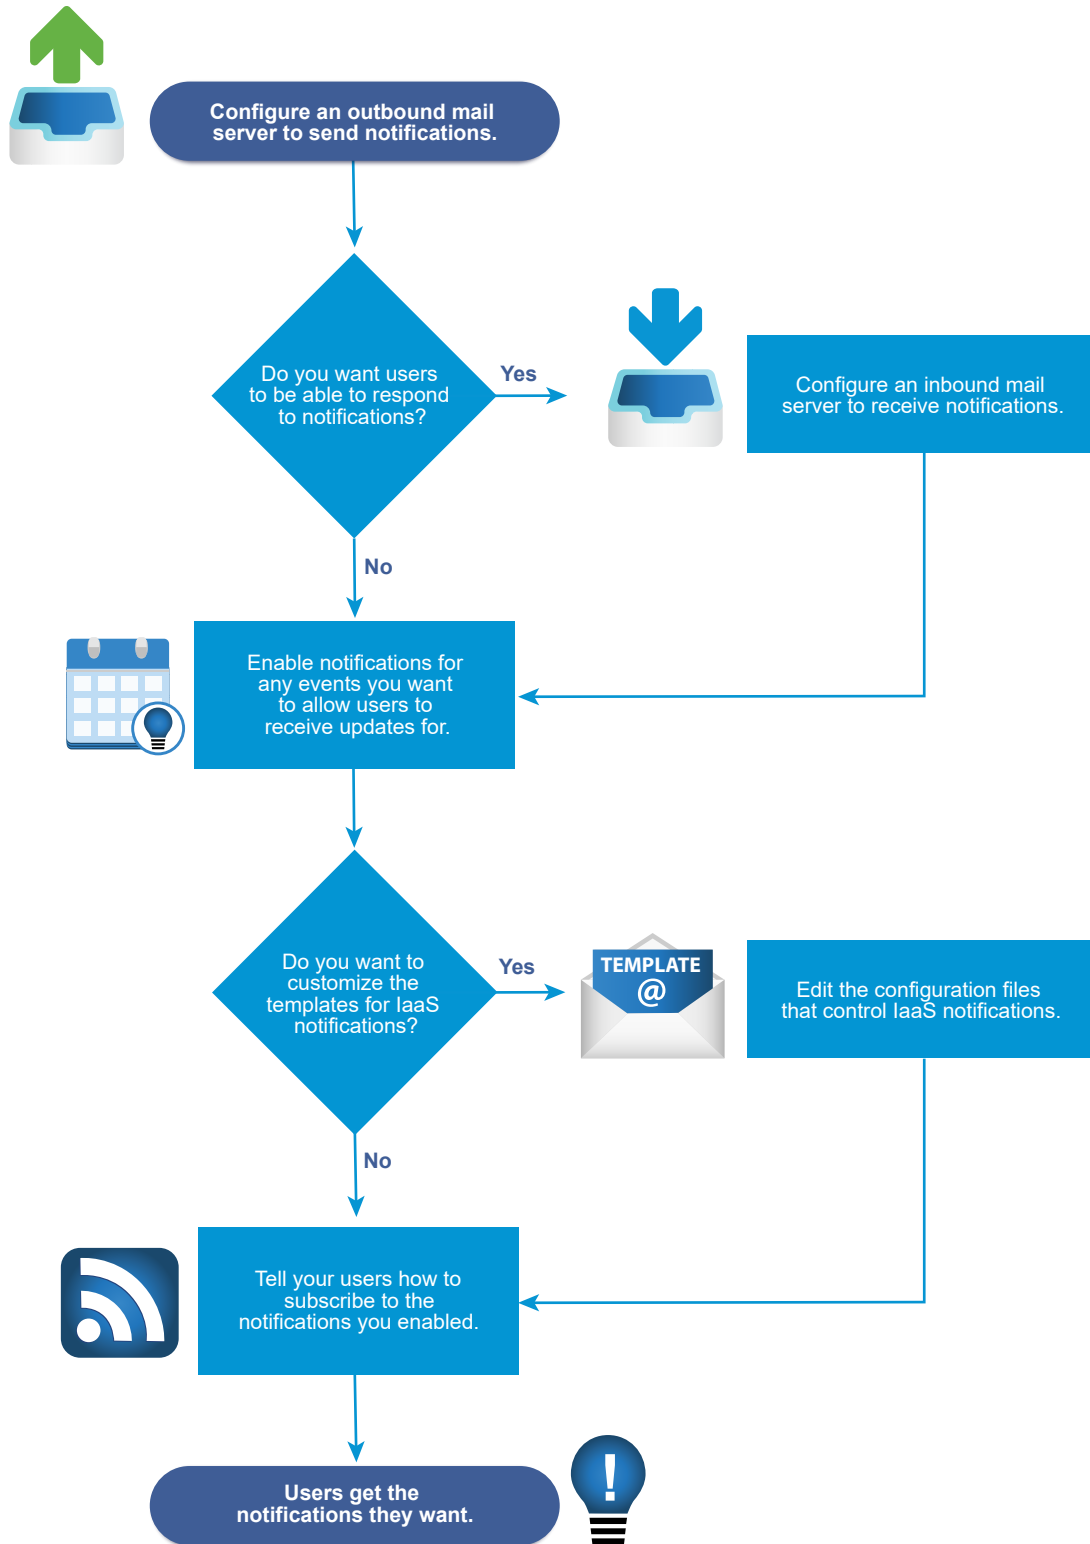 Configure an outbound mail
server to send notifications.
Do you want users
to be able to respond
to notifications?
Yes
Configure an inbound mail
server to receive notifications.
No
Enable notifications for
any events you want
to allow users to
receive updates for.
Do you want to
customize the
templates for IaaS
notifications?
Yes
TEMPLATE
@
Edit the configuration files
that control IaaS notifications.
No
Tell your users how to
subscribe to the
notifications you enabled.
Users get the
notifications they want.
!